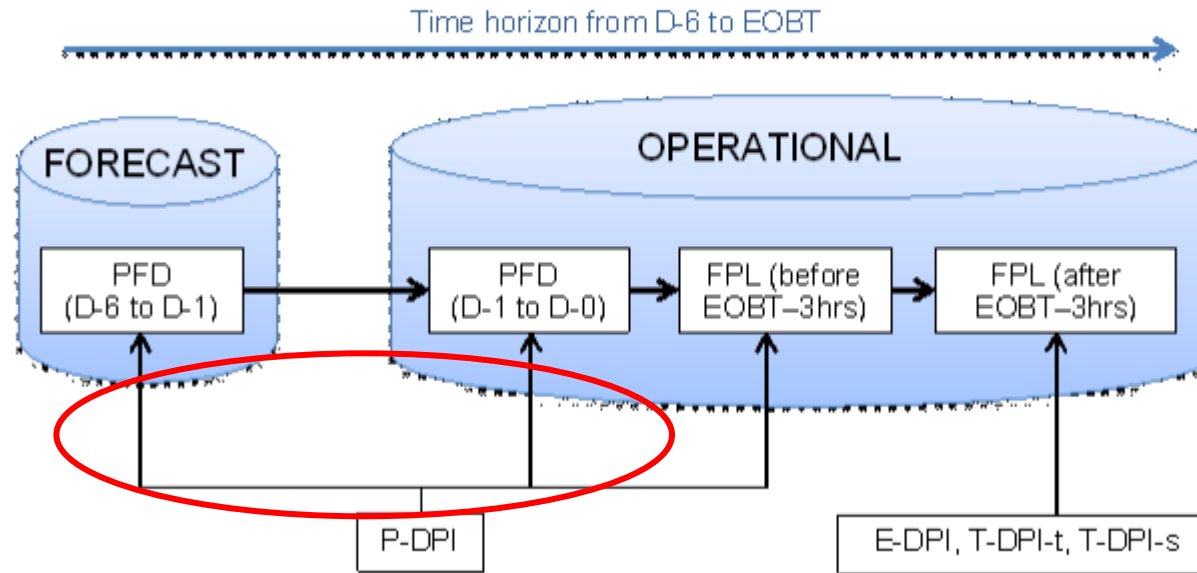 Time horizon from D-6 to EOBT
FORECAST
OPERATIONAL
PFD
(D-6 to D-1)
PFD
(D-1 to D-0)
FPL (before
EOBT–3hrs)
FPL (after
EOBT–3hrs)
P-DPI
E-DPI, T-DPI-t, T-DPI-s